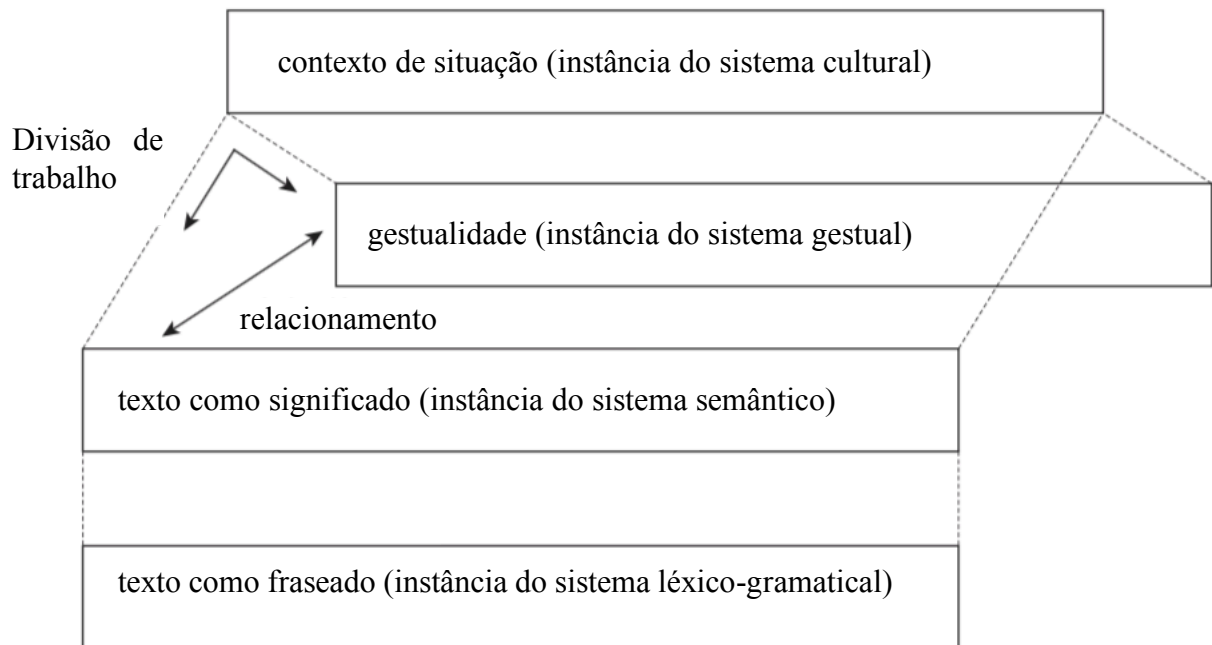 contexto de situação (instância do sistema cultural)
Divisão de
trabalho
gestualidade (instância do sistema gestual)
relacionamento
texto como significado (instância do sistema semântico)
texto como fraseado (instância do sistema léxico-gramatical)